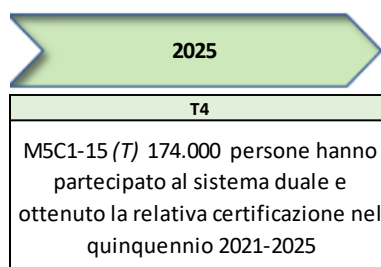 2025
T4
M5C1-15 (T) 174.000 persone hanno
partecipato al sistema duale e
ottenuto la relativa certificazione nel
quinquennio 2021-2025